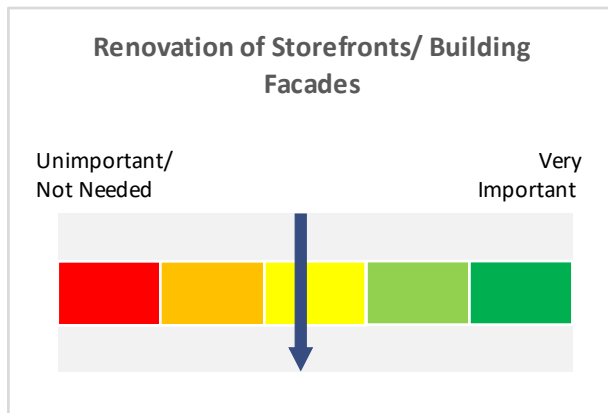 Renovation of Storefronts/ Building
Facades
Unimportant/
Not Needed
Very
Important